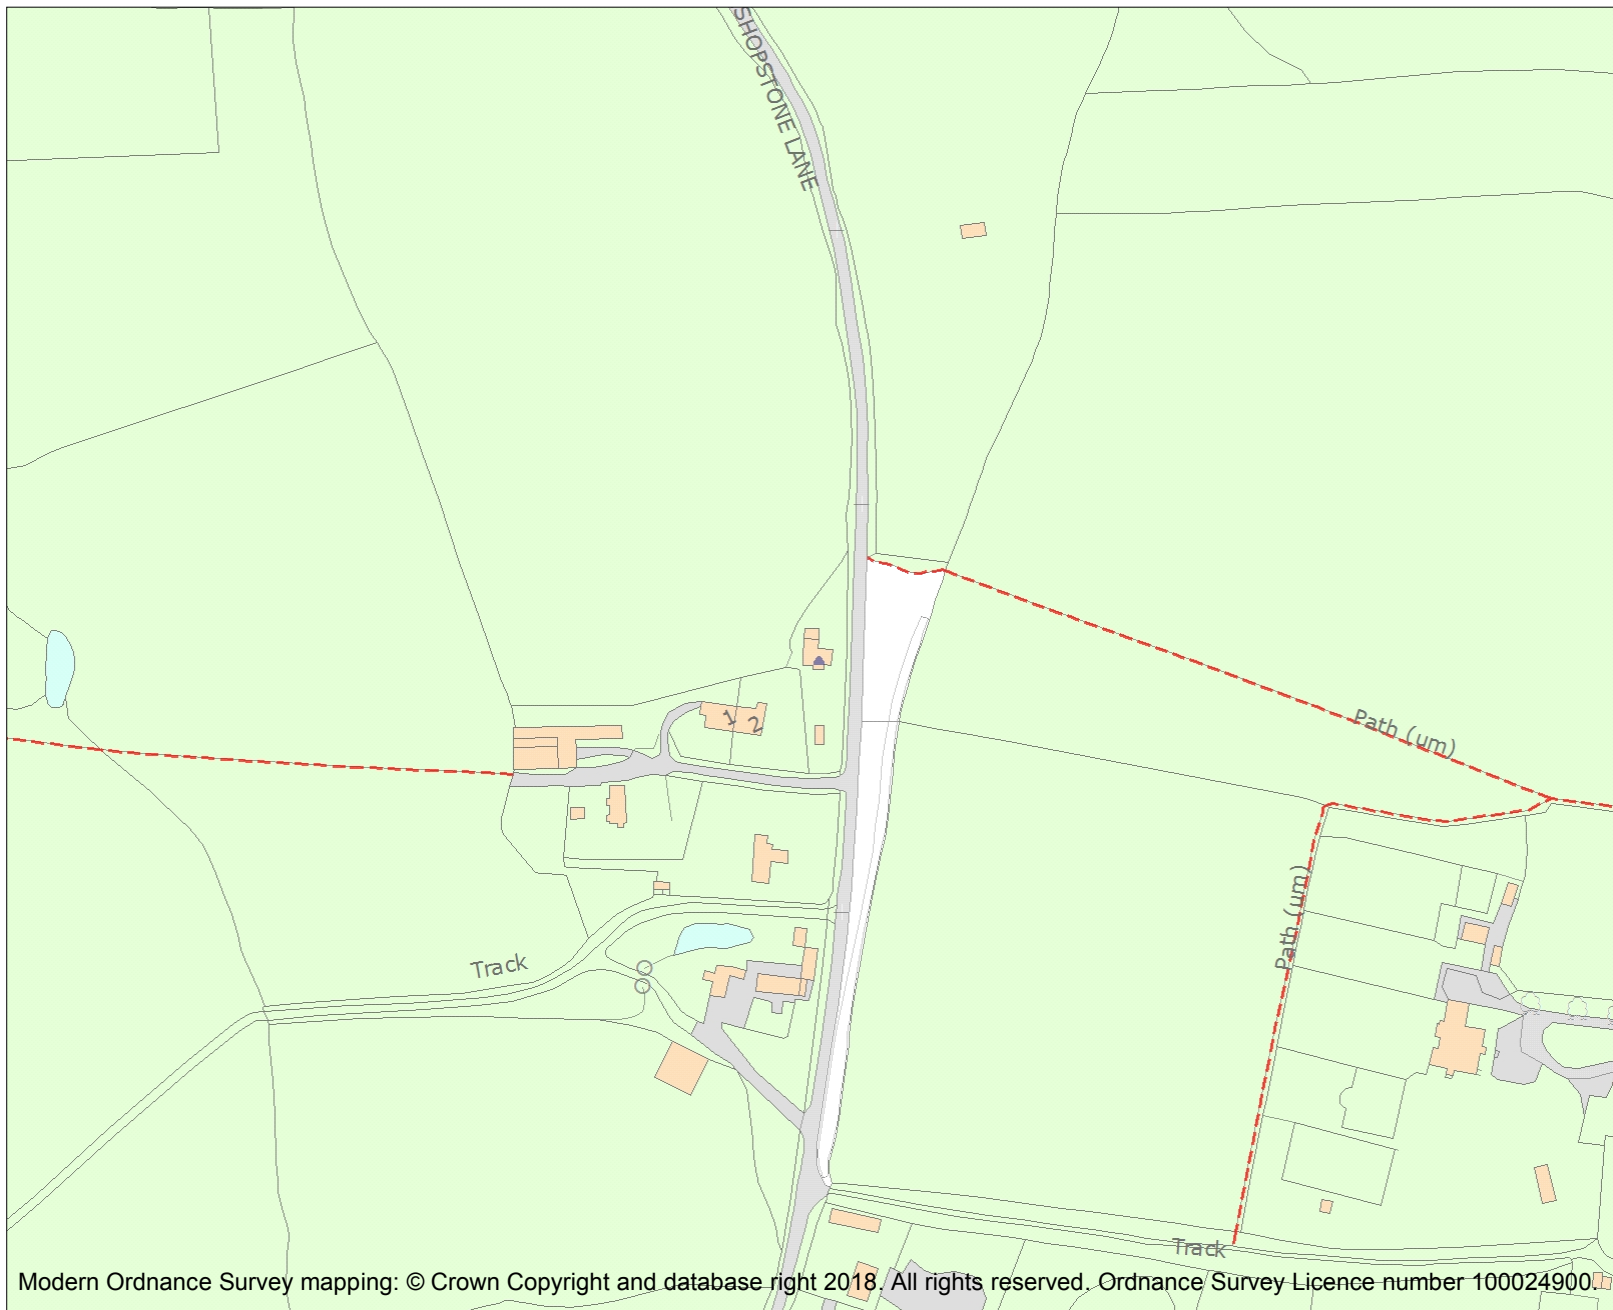 SHOPSTONE LANE
1
2
Path (um)
Path (um)
Track
Track
Modern Ordnance Survey mapping: © Crown Copyright and database right 2018. All rights reserved. Ordnance Survey Licence number 100024900.